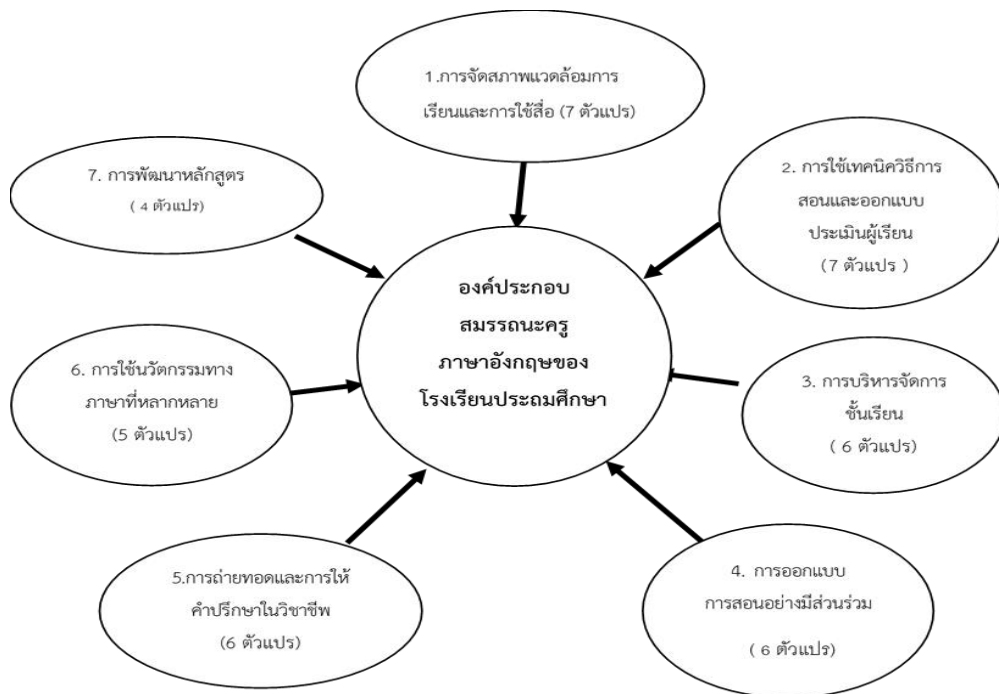 1.การจัดสภาพแวดล้อมการ
เรียนและการใช้สื่อ (7 ตัวแปร)
2. การใช้เทคนิควิธีการ
สอนและออกแบบ
ประเมินผู้เรียน
(7 ตัวแปร )
3. การบริหารจัดการ
ชั้นเรียน
( 6 ตัวแปร)
4. การออกแบบ
การสอนอย่างมีส่วนร่วม
( 6 ตัวแปร)
5.การถ่ายทอดและการให้
คำปรึกษาในวิชาชีพ
(6 ตัวแปร)
6. การใช้นวัตกรรมทาง
ภาษาที่หลากหลาย
(5 ตัวแปร)
7. การพัฒนาหลักสูตร
( 4 ตัวแปร)
องค์ประกอบ
สมรรถนะครู
ภาษาอังกฤษของ
โรงเรียนประถมศึกษา